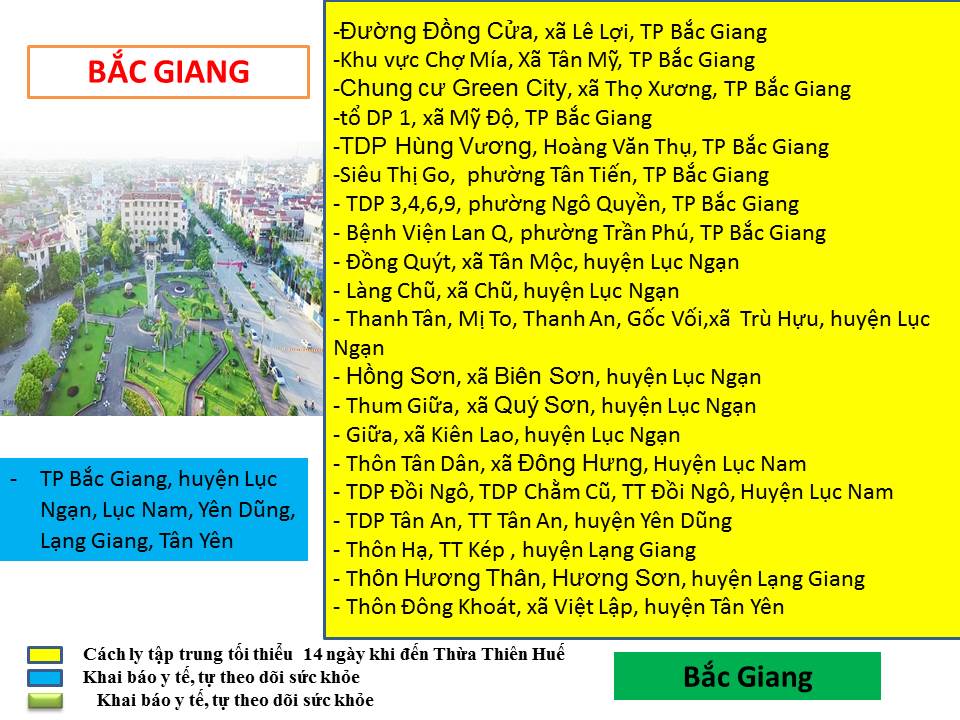 BẮC GIANG
-Đường Đồng Cửa, xã Lê Lợi, TP Bắc Giang
-Khu vực Chợ Mía, Xã Tân Mỹ, TP Bắc Giang
-Chung cư Green City, xã Thọ Xương, TP Bắc Giang
-tổ DP 1, xã Mỹ Độ, TP Bắc Giang
-TDP Hùng Vương, Hoàng Văn Thụ, TP Bắc Giang
-Siêu Thị Go, phường Tân Tiến, TP Bắc Giang
- TDP 3,4,6,9, phường Ngô Quyền, TP Bắc Giang
- Bệnh Viện Lan Q, phường Trần Phú, TP Bắc Giang
- Đồng Quýt, xã Tân Mộc, huyện Lục Ngạn
- Làng Chũ, xã Chũ, huyện Lục Ngạn
- Thanh Tân, Mị To, Thanh An, Gốc Vối,xã Trù Hựu, huyện Lục
Ngạn
- Hồng Sơn, xã Biên Sơn, huyện Lục Ngạn
- Thum Giữa, xã Quý Sơn, huyện Lục Ngạn
- Giữa, xã Kiên Lao, huyện Lục Ngạn
- Thôn Tân Dân, xã Đông Hưng, Huyện Lục Nam
- TDP Đồi Ngô, TDP Chằm Cũ, TT Đồi Ngô, Huyện Lục Nam
- TDP Tân An, TT Tân An, huyện Yên Dũng
- Thôn Hạ, TT Kép , huyện Lạng Giang
- Thôn Hương Thân, Hương Sơn, huyện Lạng Giang
- Thôn Đông Khoát, xã Việt Lập, huyện Tân Yên
- TP Bắc Giang, huyện Lục
Ngạn, Lục Nam, Yên Dũng,
Lạng Giang, Tân Yên
Cách ly tập trung tối thiểu 14 ngày khi đến Thừa Thiên Huế
Khai báo y tế, tự theo dõi sức khỏe
Khai báo y tế, tự theo dõi sức khỏe
Bắc Giang